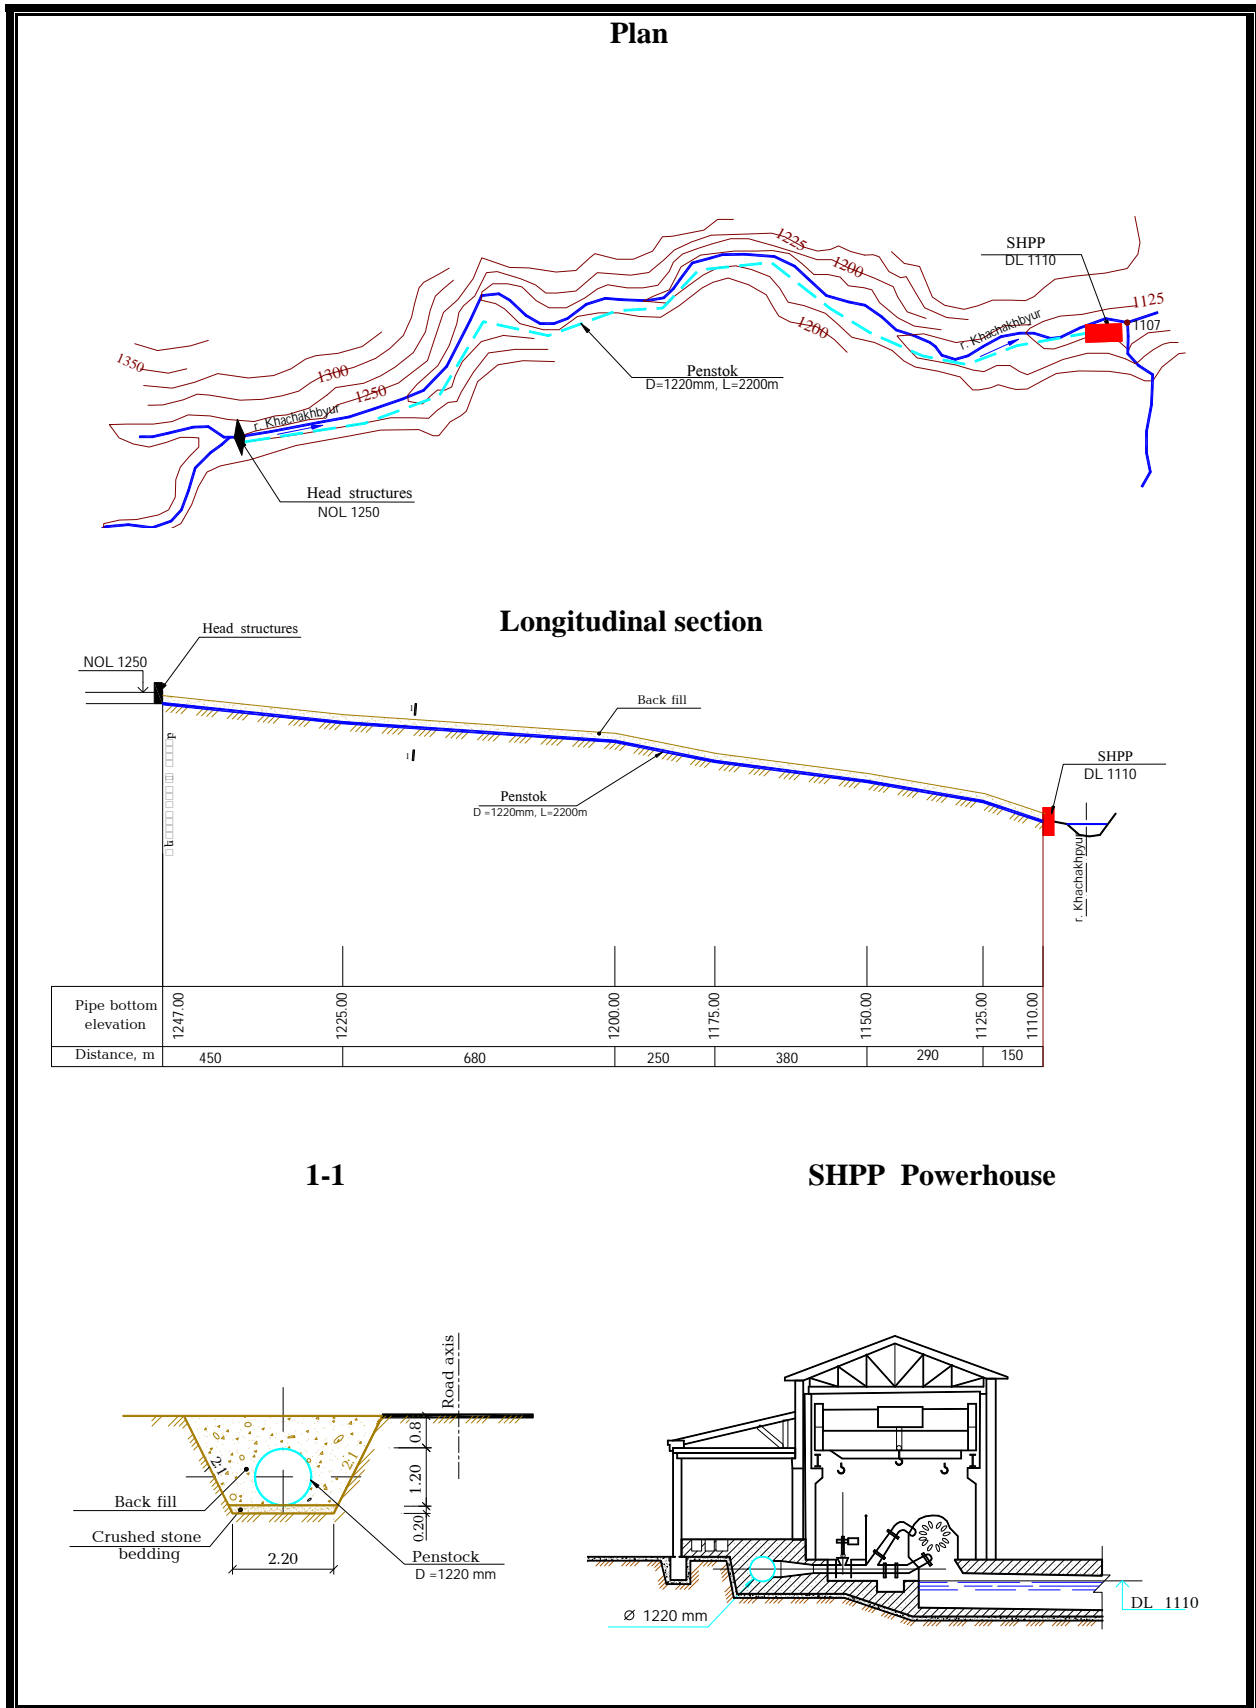 Plan
1225
1200
SHPP
DL 1110
1125
1107
r. Khachakhbyur
1200
1350
1300
1250
Penstok
D=1220mm, L=2200m
r. Khachakhbyur
Head structures
NOL 1250
Longitudinal section
Head structures
NOL 1250
1
Back fill
1
SHPP
DL 1110
Penstok
D =1220mm, L=2200m
r. Khachakhpyur
Pipe bottom
elevation
1247.00
1225.00
1200.00
1175.00
1150.00
1125.00
1110.00
Distance, m
450
680
250
380
290
150
1-1
SHPP Powerhouse
Road axis
0.8
2:1
2:1
1.20
Back fill
0.20
Crushed stone
bedding
2.20
Penstock
D =1220 mm
Ø 1220 mm
DL 1110